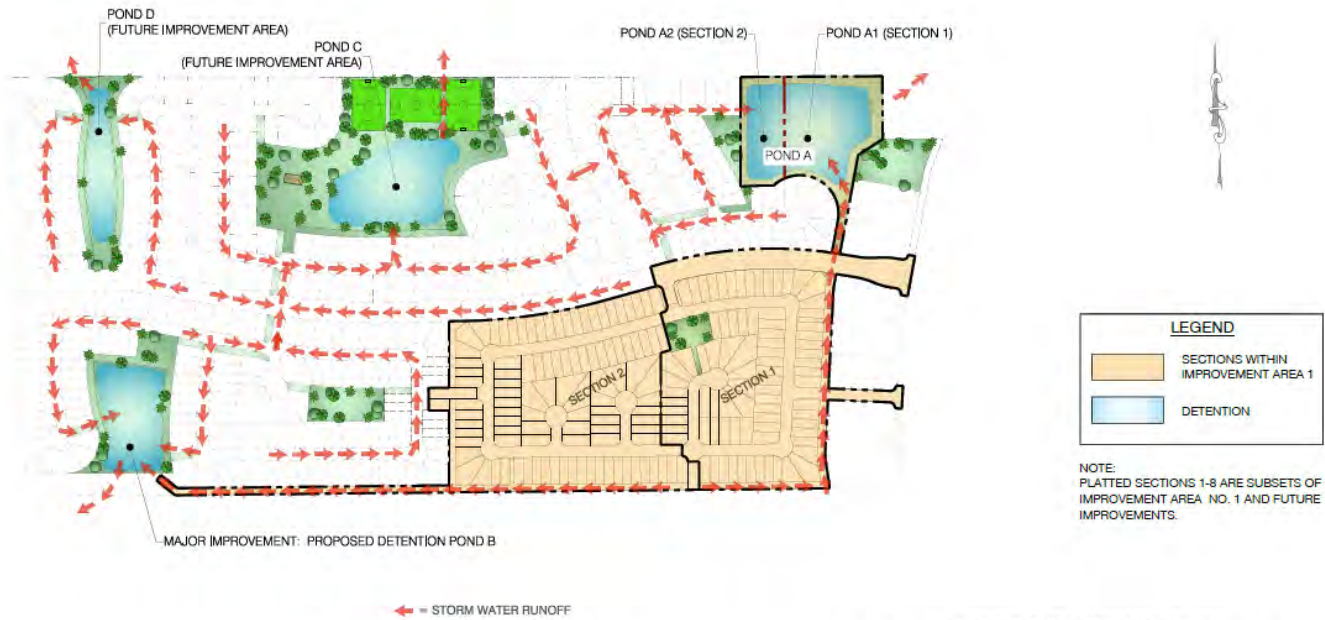 POND D
(FUTURE IMPROVEMENT AREA)
POND C
(FUTURE IMPROVEMENT AREA)
POND A2 (SECTION 2)
POND A1 (SECTION 1)
POND A
SECTION 2
SECTION 1
LEGEND
SECTIONS WITHIN
IMPROVEMENT AREA 1
DETENTION
NOTE:
PLATTED SECTIONS 1-8 ARE SUBSETS OF
IMPROVEMENT AREA NO. 1 AND FUTURE
IMPROVEMENTS.
MAJOR IMPROVEMENT: PROPOSED DETENTION POND B
= STORM WATER RUNOFF